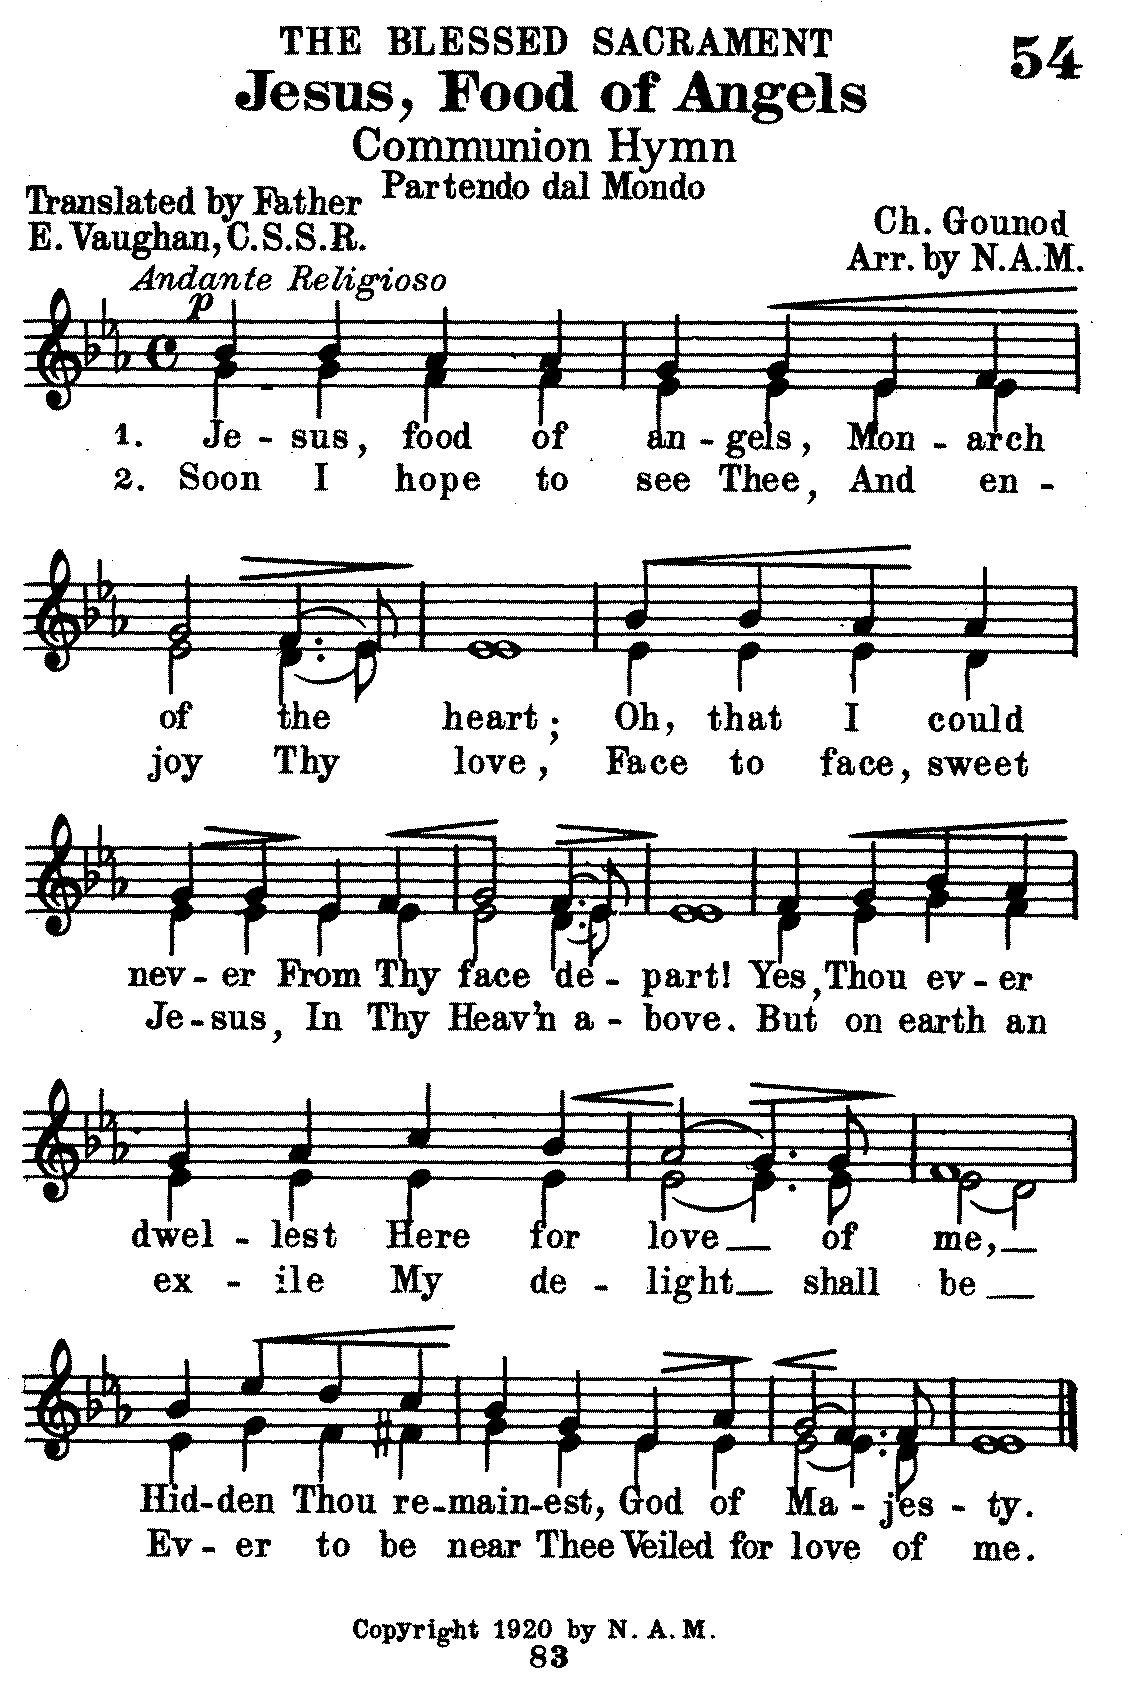 THE BLESSED SACRAMENT
54
Jesus, Food of Angels
Communion Hymn
Partendo dal Mondo
Translated by Father
E. Vaughan, C.S.S.R.
Ch. Gounod
Arr. by N.A.M.
Andante Religioso
p
1. Je - sus, food of an - gels, Mon - arch
2. Soon I hope to see Thee, And en -
of the heart; Oh, that I could
joy Thy love, Face to face, sweet
nev - er From Thy face de - part! Yes, Thou ev - er
Je - sus, In Thy Heav'n a - bove. But on earth an
dwel - lest Here for love of me,
ex - ile My de - light shall be
Hid - den Thou re - main - est, God of Ma - jes - ty.
Ev - er to be near Thee Veiled for love of me.
Copyright 1920 by N. A. M.
83